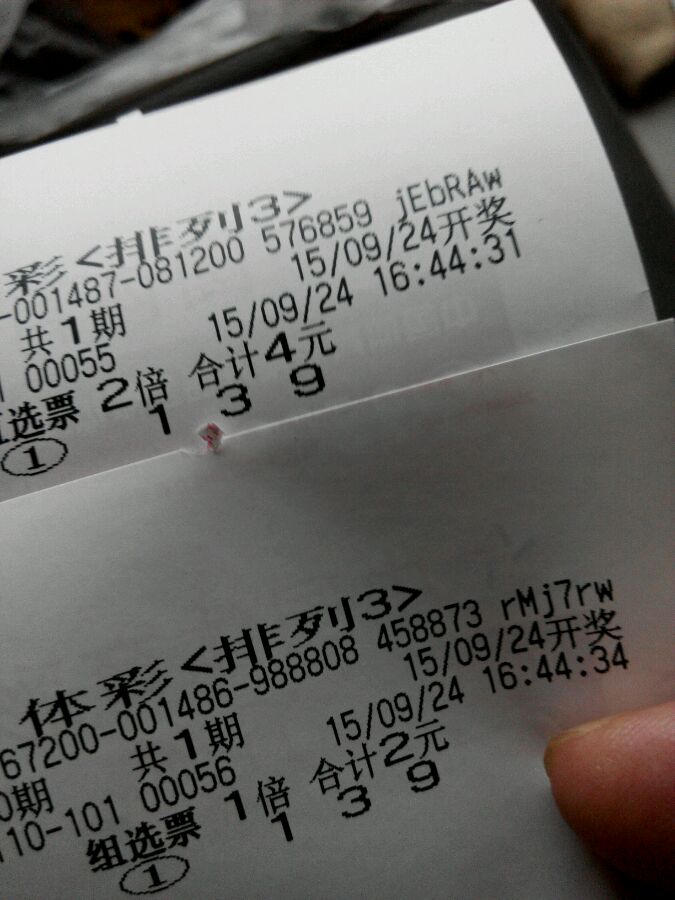 彩<排列3>
-001487-081200 576859 jEbRAw
共1期 15/09/24开奖
00055 15/09/24 16:44:31
选票 2倍 合计4元
① 1 3 9
体彩<排列3>
67200-001486-988808 458873 rMj7rw
0期 共1期 15/09/24开奖
110-101 00056 15/09/24 16:44:34
组选票 1倍 合计2元
① 1 3 9